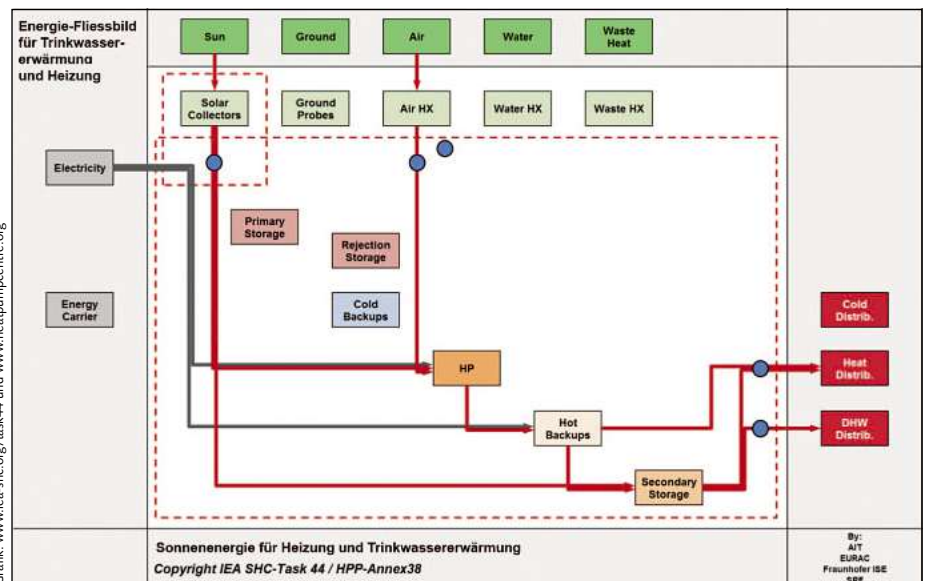 Energie-Fliessbild
für Trinkwasser-
erwärmung
und Heizung
Sun
Ground
Air
Water
Waste
Heat
Solar
Collectors
Ground
Probes
Air HX
Water HX
Waste HX
Electricity
Primary
Storage
Rejection
Storage
Energy
Carrier
Cold
Backups
Cold
Distrib.
HP
Heat
Distrib.
Hot
Backups
DHW
Distrib.
Secondary
Storage
Sonnenenergie für Heizung und Trinkwassererwärmung
Copyright IEA SHC-Task 44 / HPP-Annex38
By:
AIT
EURAC
Fraunhofer ISE
SPF